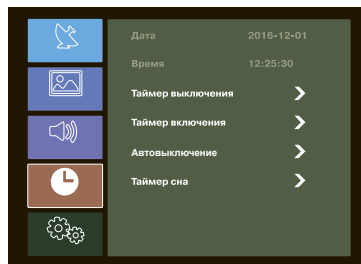 Дата 2016-12-01
Время 12:25:30
Таймер выключения
Таймер включения
Автовыключение
Таймер сна